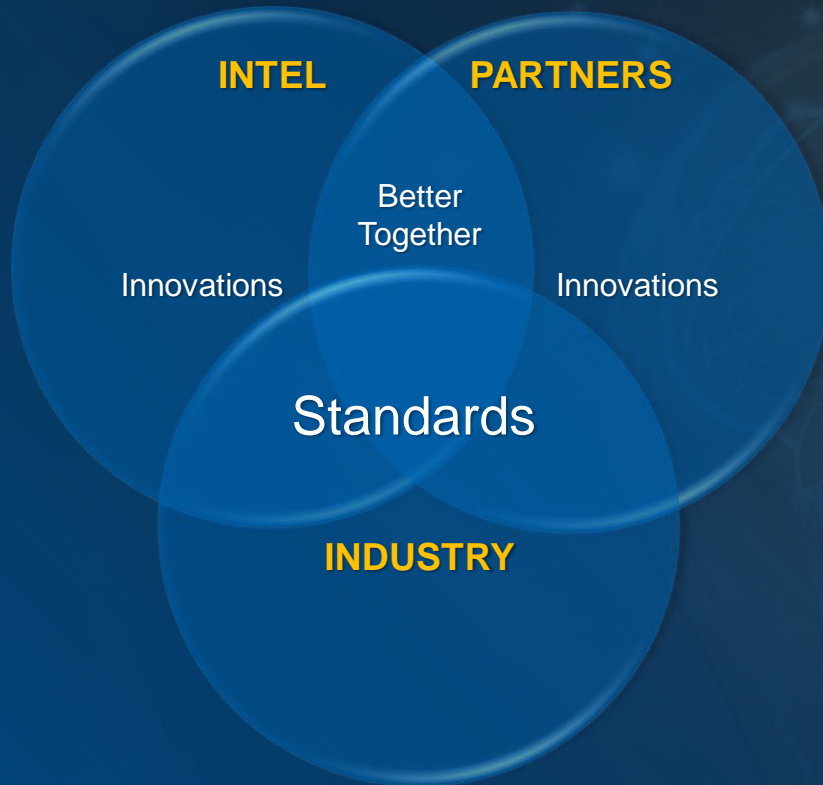 INTEL
PARTNERS
Better
Together
Innovations
Innovations
Standards
INDUSTRY